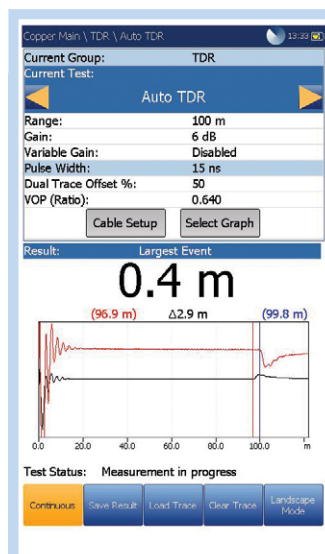 Copper Main \ TDR \ Auto TDR 13:33
Current Group: TDR
Current Test:
Auto TDR
Range: 100 m
Gain: 6 dB
Variable Gain: Disabled
Pulse Width: 15 ns
Dual Trace Offset %: 50
VOP (Ratio): 0.640
Cable Setup Select Graph
Result: Largest Event
0.4 m
(96.9 m) Δ2.9 m (99.8 m)
0.0 20.0 40.0 60.0 80.0 100.0 m
Test Status: Measurement in progress
Continuous Save Result Load Trace Clear Trace Landscape Mode